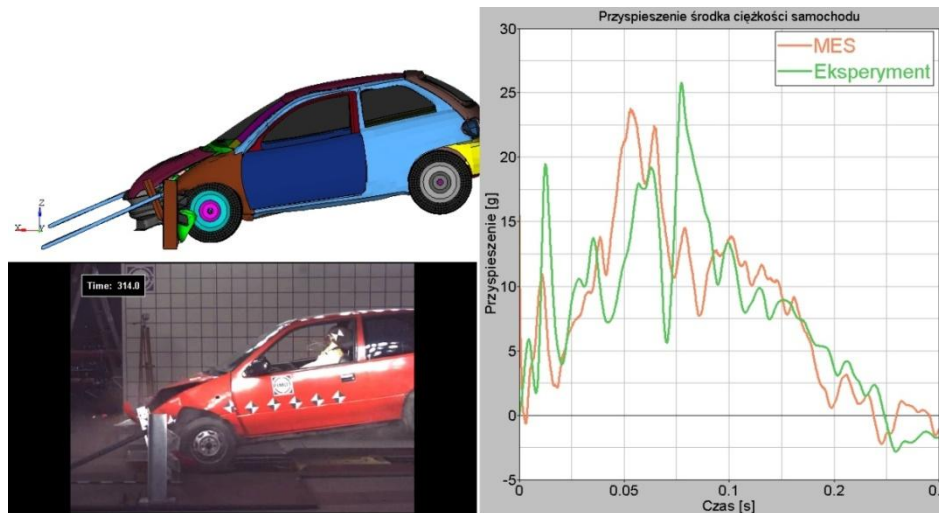 Przyspieszenie środka ciężkości samochodu
MES
Eksperyment
Przyspieszenie [g]
30
25
20
15
10
5
0
-5
0
0.05
0.1
0.2
0.3
Czas [s]
Z
X
Y
Time: 314.0